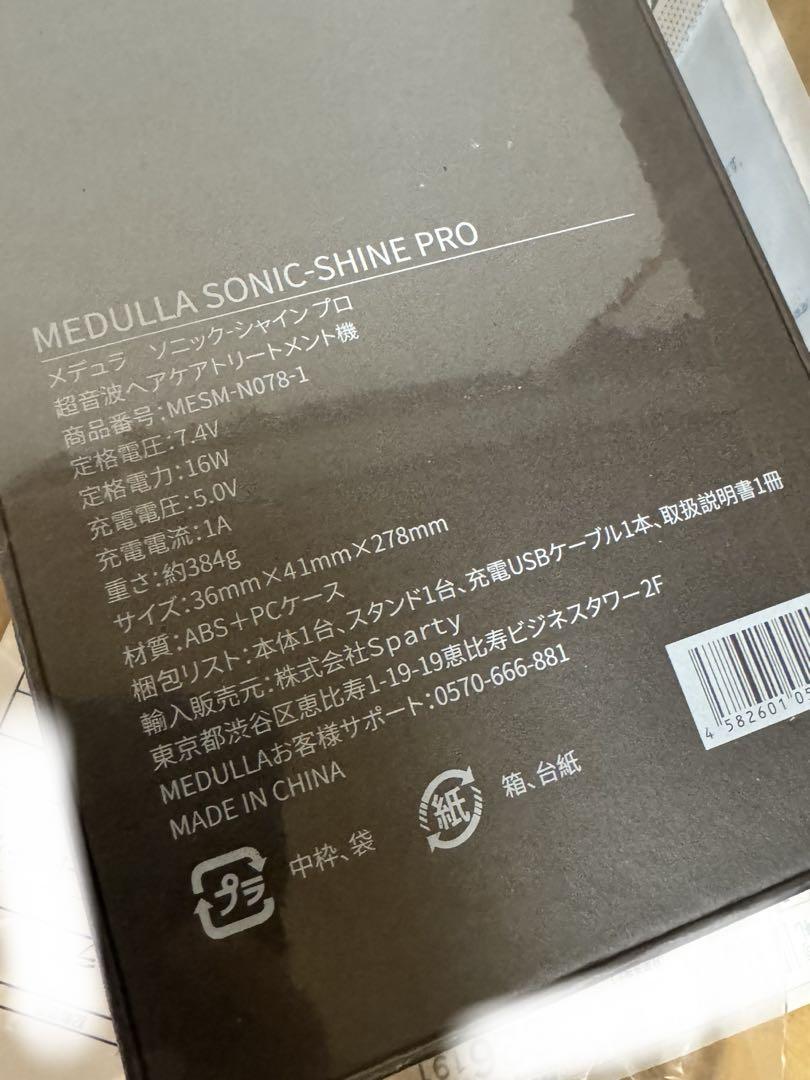 MEDULLA SONIC-SHINE PRO
メデュラ　ソニック-シャイン プロ
超音波ヘアケアトリートメント機
商品番号：MESM-N078-1
定格電圧：7.4V
定格電力：16W
充電電圧：5.0V
充電電流：1A
重さ：約384g
サイズ：36mm×41mm×278mm
材質：ABS＋PCケース
梱包リスト：本体1台、スタンド1台、充電USBケーブル1本、取扱説明書1冊
輸入販売元：株式会社Sparty
東京都渋谷区恵比寿1-19-19恵比寿ビジネスタワー2F
MEDULLAお客様サポート：0570-666-881
MADE IN CHINA
プラ 中枠、袋
紙 箱、台紙
4 582601 0